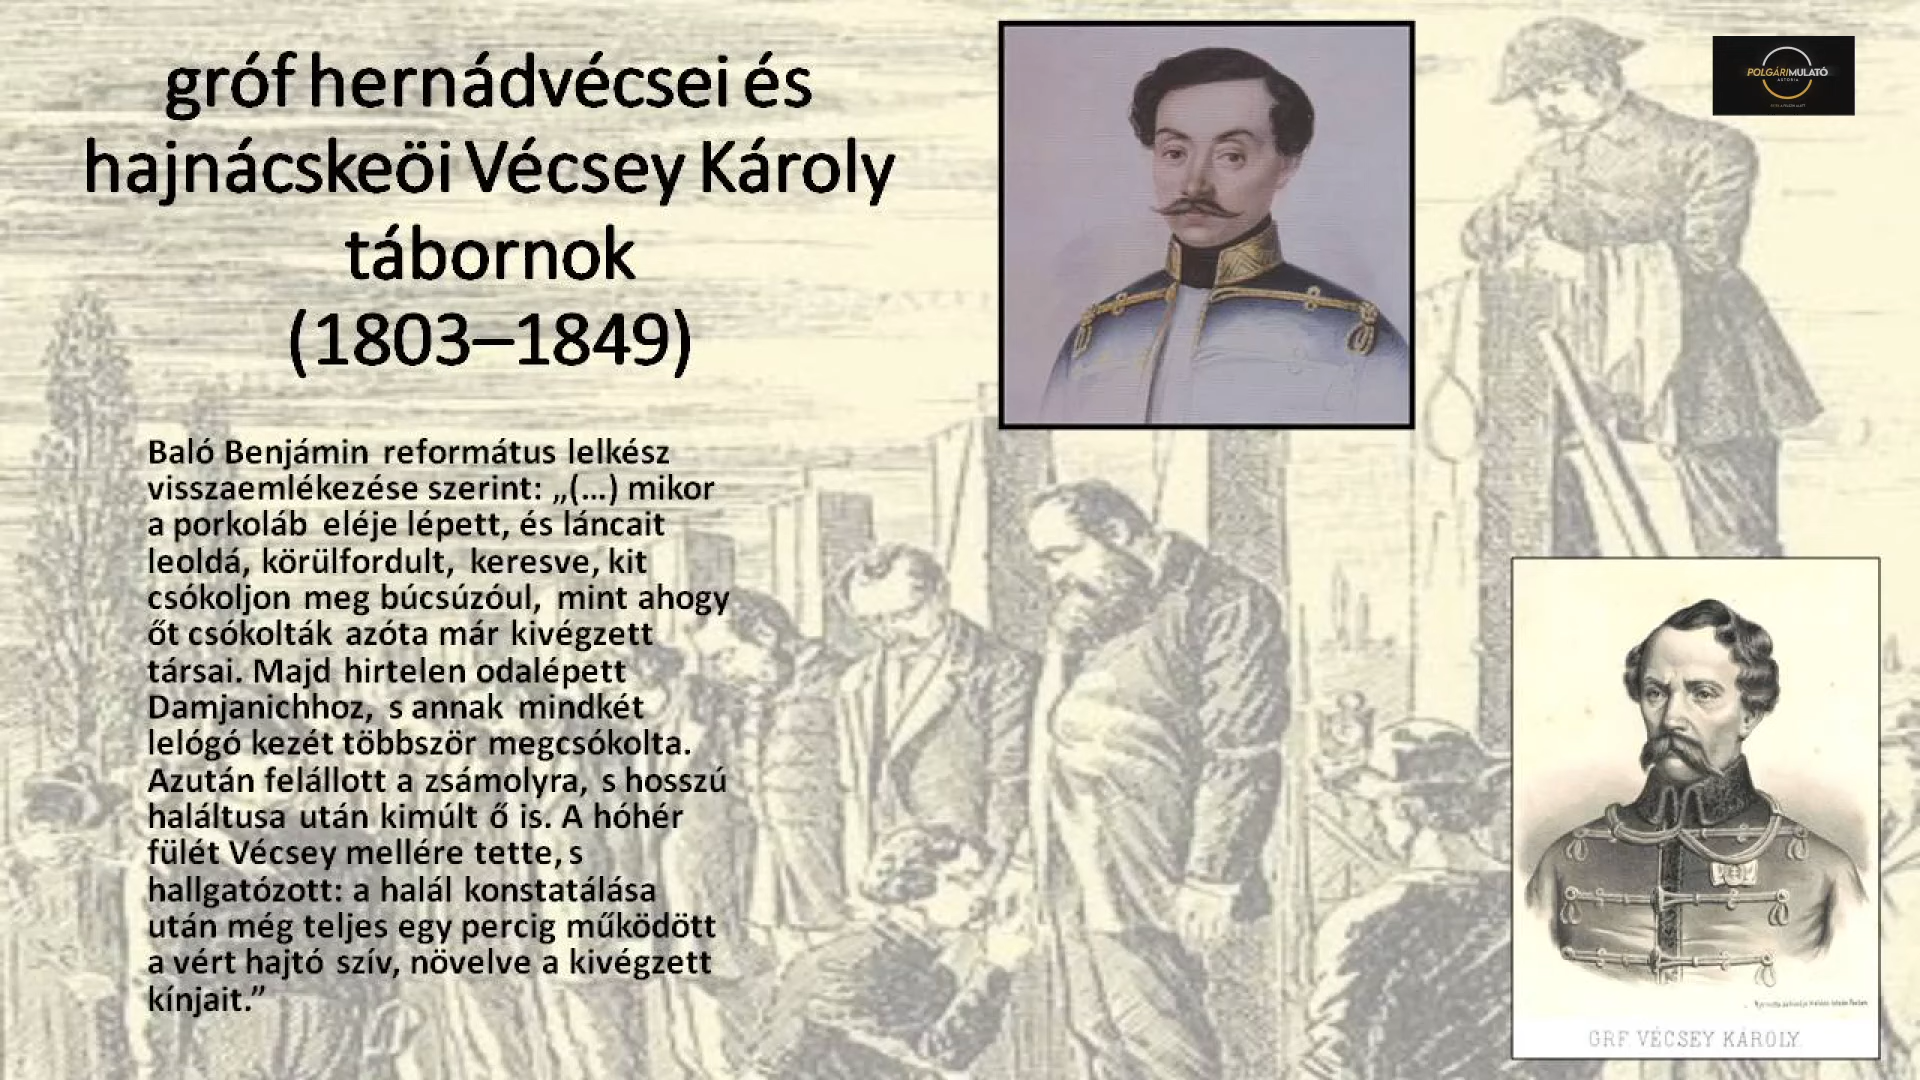 gróf hernádvécsei és
hajnácskeöi Vécsey Károly
tábornok
(1803–1849)
POLGÁRIMULATÓ
ASTORIA
Baló Benjámin református lelkész
visszaemlékezése szerint: „(…) mikor
a porkoláb eléje lépett, és láncait
leoldá, körülfordult, keresve, kit
csókoljon meg búcsúzóul, mint ahogy
őt csókolták azóta már kivégzett
társai. Majd hirtelen odalépett
Damjanichhoz, s annak mindkét
lelógó kezét többször megcsókolta.
Azután felállott a zsámolyra, s hosszú
haláltusa után kimúlt ő is. A hóhér
fülét Vécsey mellére tette, s
hallgatózott: a halál konstatálása
után még teljes egy percig működött
a vért hajtó szív, növelve a kivégzett
kínjait.”
GRF. VÉCSEY KÁROLY.